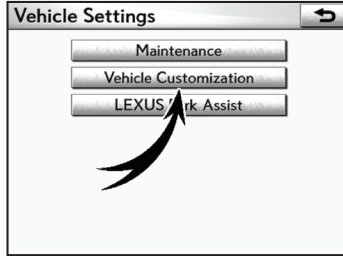 Vehicle Settings
Maintenance
Vehicle Customization
LEXUS Assist